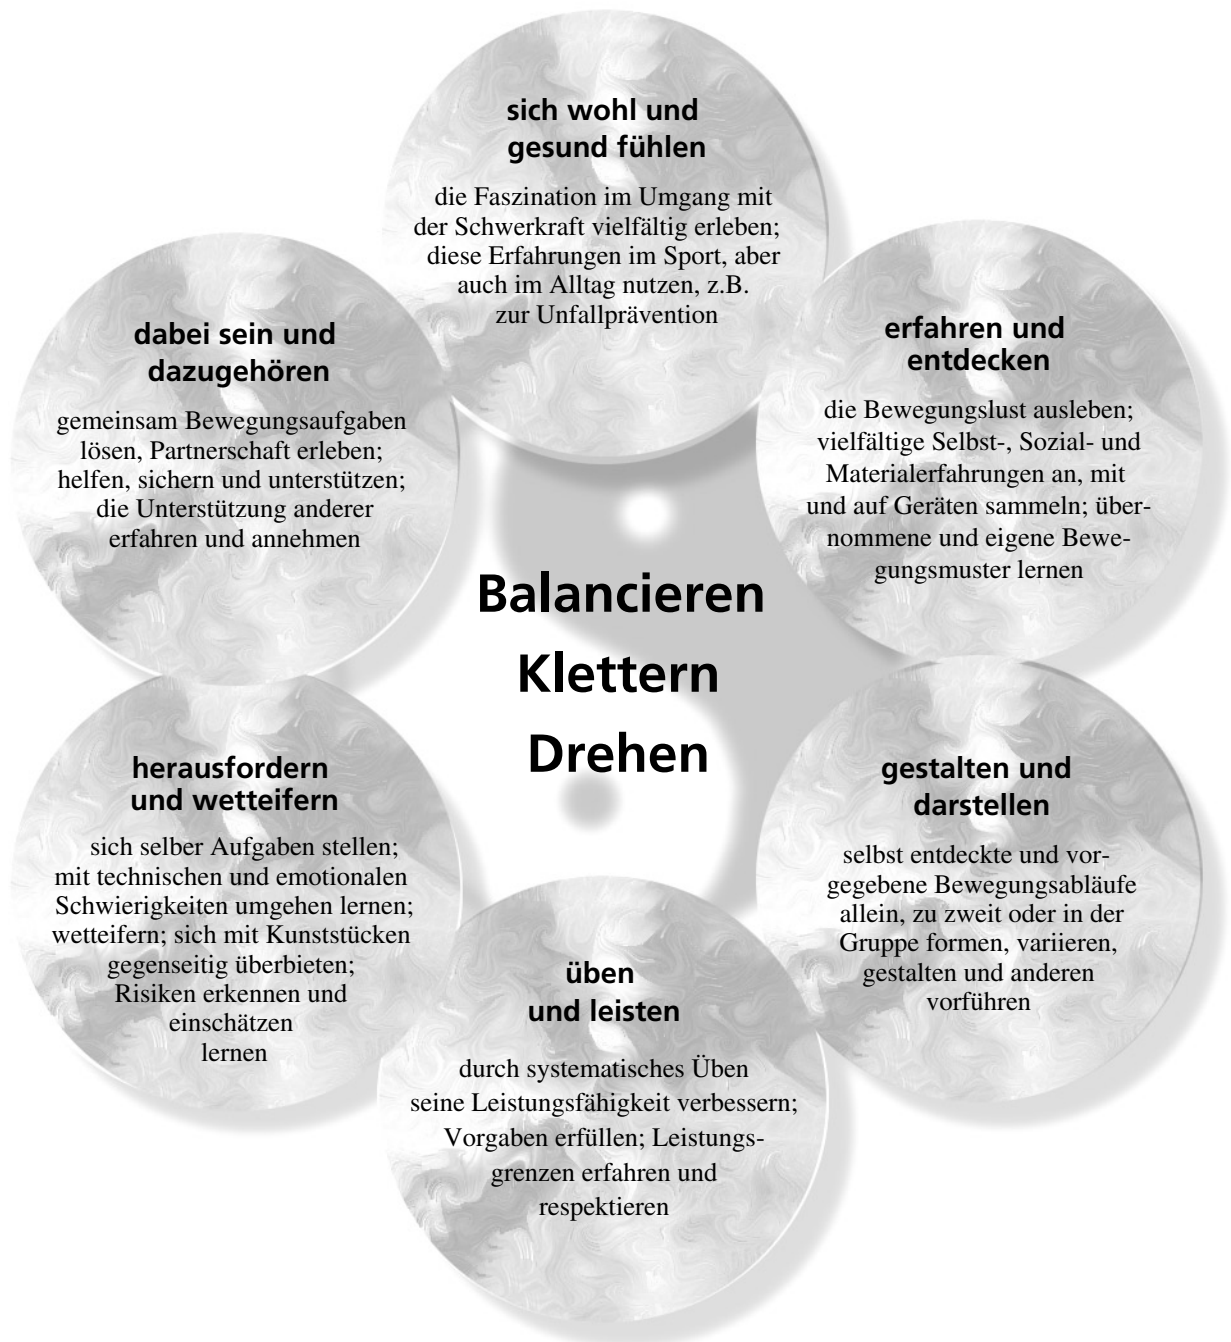 sich wohl und
gesund fühlen
die Faszination im Umgang mit
der Schwerkraft vielfältig erleben;
diese Erfahrungen im Sport, aber
auch im Alltag nutzen, z.B.
zur Unfallprävention
dabei sein und
dazugehören
gemeinsam Bewegungsaufgaben
lösen, Partnerschaft erleben;
helfen, sichern und unterstützen;
die Unterstützung anderer
erfahren und annehmen
erfahren und
entdecken
die Bewegungslust ausleben;
vielfältige Selbst-, Sozial- und
Materialerfahrungen an, mit
und auf Geräten sammeln; über-
nommene und eigene Bewe-
gungsmuster lernen
Balancieren
Klettern
Drehen
herausfordern
und wetteifern
sich selber Aufgaben stellen;
mit technischen und emotionalen
Schwierigkeiten umgehen lernen;
wetteifern; sich mit Kunststücken
gegenseitig überbieten;
Risiken erkennen und
einschätzen
lernen
gestalten und
darstellen
selbst entdeckte und vor-
gegebene Bewegungsabläufe
allein, zu zweit oder in der
Gruppe formen, variieren,
gestalten und anderen
vorführen
üben
und leisten
durch systematisches Üben
seine Leistungsfähigkeit verbessern;
Vorgaben erfüllen; Leistungs-
grenzen erfahren und
respektieren